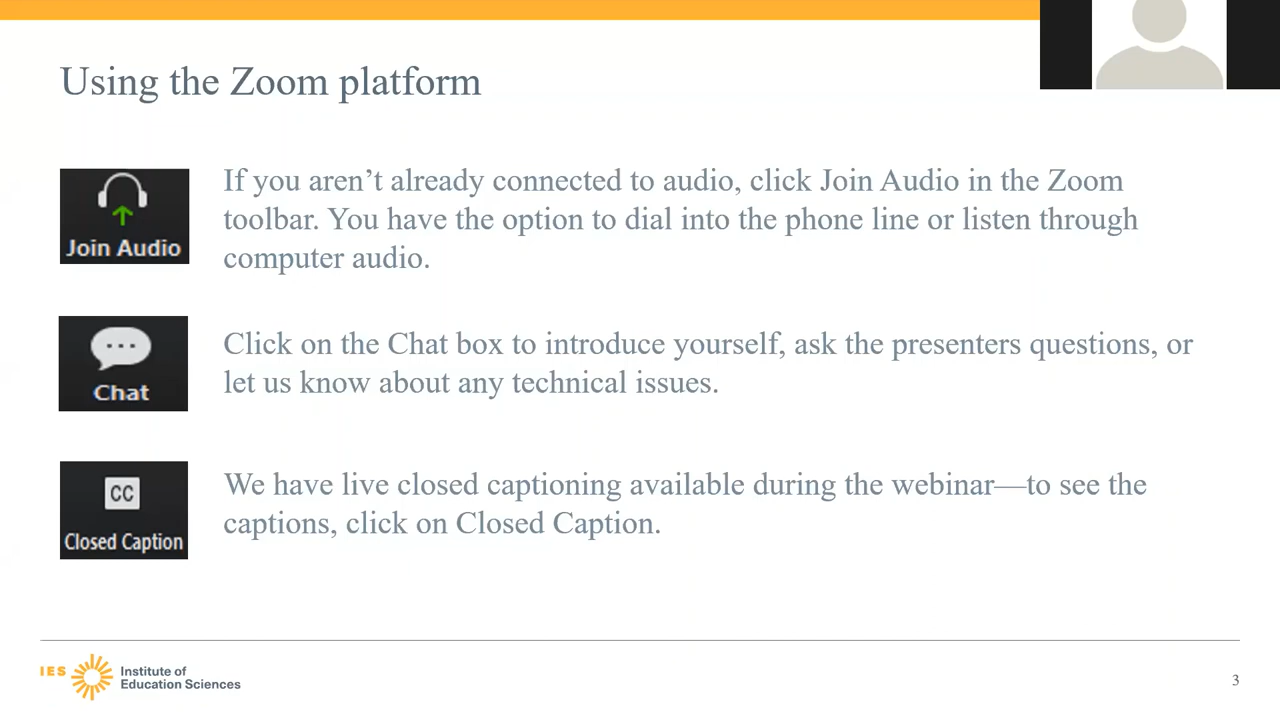 Using the Zoom platform
Join Audio
If you aren’t already connected to audio, click Join Audio in the Zoom
toolbar. You have the option to dial into the phone line or listen through
computer audio.
Chat
Click on the Chat box to introduce yourself, ask the presenters questions, or
let us know about any technical issues.
CC
Closed Caption
We have live closed captioning available during the webinar—to see the
captions, click on Closed Caption.
IES
Institute of
Education Sciences
3